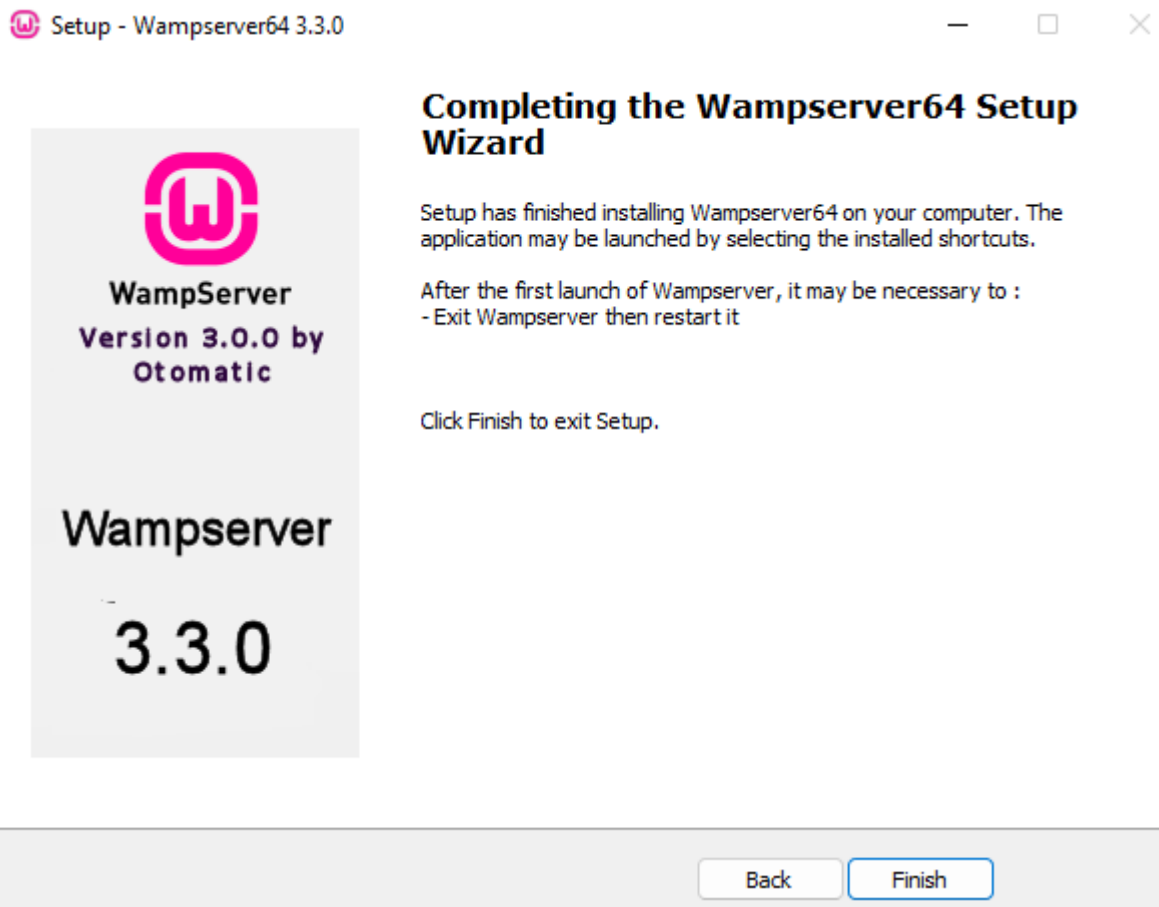 Setup - Wampserver64 3.3.0
Completing the Wampserver64 Setup
Wizard
Setup has finished installing Wampserver64 on your computer. The
application may be launched by selecting the installed shortcuts.
After the first launch of Wampserver, it may be necessary to :
- Exit Wampserver then restart it
Click Finish to exit Setup.
WampServer
Version 3.0.0 by
Otomatic
Wampserver
3.3.0
Back
Finish